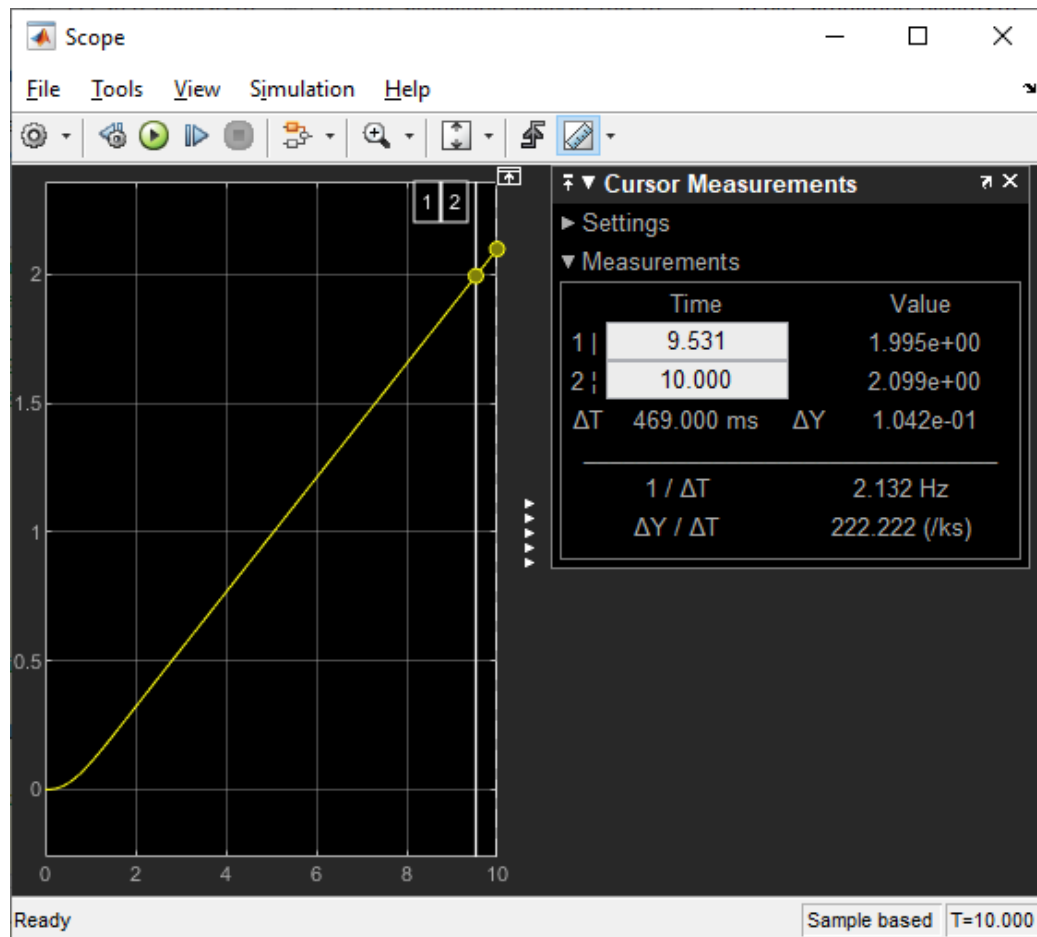 Scope
File Tools View Simulation Help
1 2
2
1.5
1
0.5
0
0 2 4 6 8 10
Cursor Measurements
Settings
Measurements
Time Value
1 | 9.531 1.995e+00
2 ¦ 10.000 2.099e+00
ΔT 469.000 ms ΔY 1.042e-01
1 / ΔT 2.132 Hz
ΔY / ΔT 222.222 (/ks)
Ready Sample based T=10.000